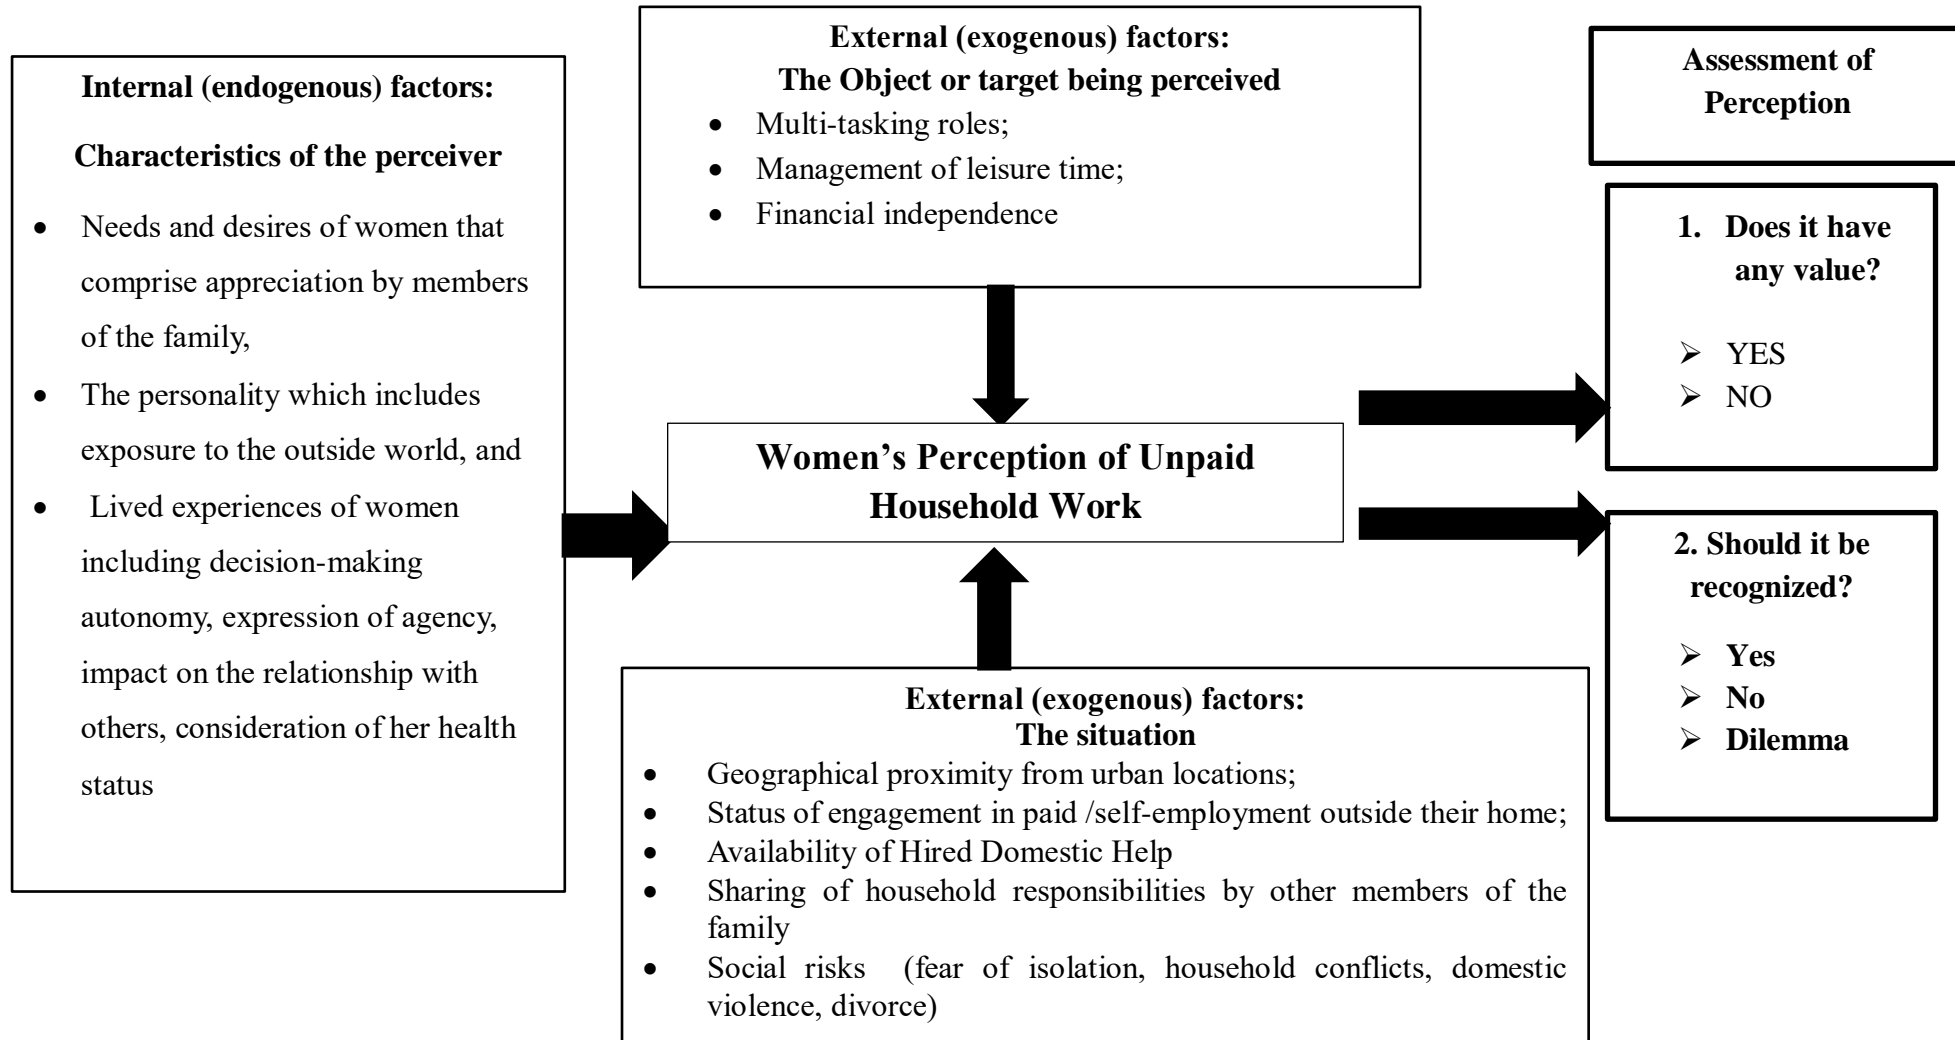 Internal (endogenous) factors:
Characteristics of the perceiver
• Needs and desires of women that
comprise appreciation by members
of the family,
• The personality which includes
exposure to the outside world, and
• Lived experiences of women
including decision-making
autonomy, expression of agency,
impact on the relationship with
others, consideration of her health
status
External (exogenous) factors:
The Object or target being perceived
• Multi-tasking roles;
• Management of leisure time;
• Financial independence
Women’s Perception of Unpaid
Household Work
External (exogenous) factors:
The situation
• Geographical proximity from urban locations;
• Status of engagement in paid /self-employment outside their home;
• Availability of Hired Domestic Help
• Sharing of household responsibilities by other members of the
family
• Social risks (fear of isolation, household conflicts, domestic
violence, divorce)
Assessment of
Perception
1. Does it have
any value?
➢ YES
➢ NO
2. Should it be
recognized?
➢ Yes
➢ No
➢ Dilemma